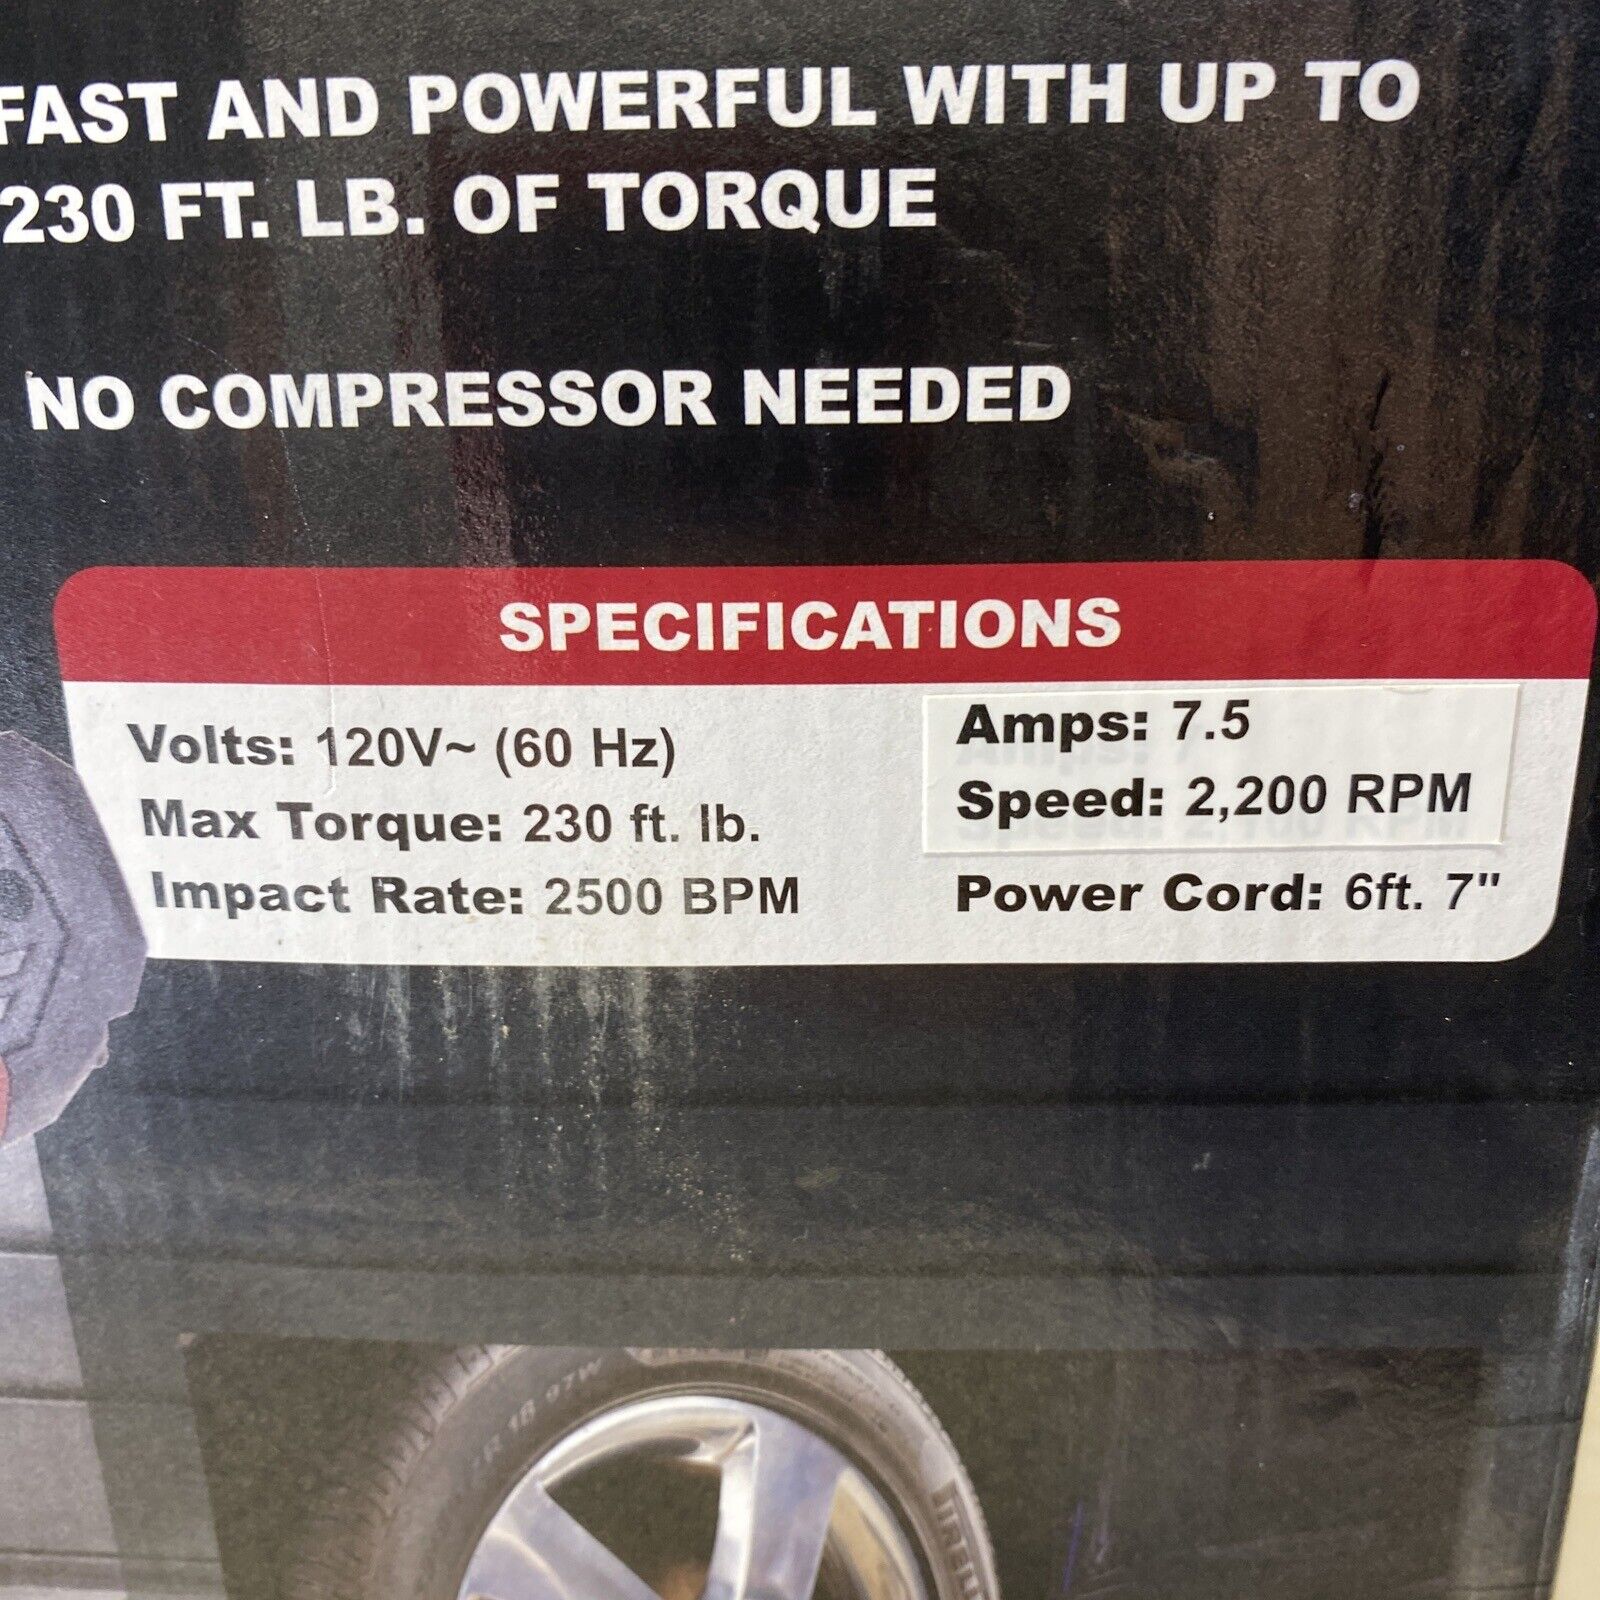 FAST AND POWERFUL WITH UP TO
230 FT. LB. OF TORQUE
NO COMPRESSOR NEEDED
SPECIFICATIONS
Volts: 120V~ (60 Hz)
Max Torque: 230 ft. lb.
Impact Rate: 2500 BPM
Amps: 7.5
Speed: 2,200 RPM
Power Cord: 6ft. 7"
R 18 97W